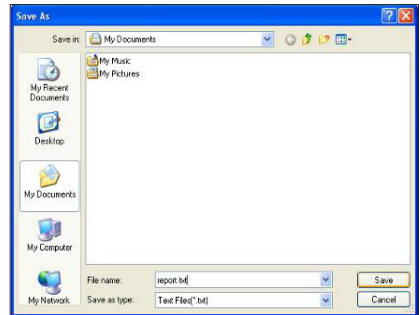 Save As
Save in: My Documents
My Music
My Pictures
My Recent
Documents
Desktop
My Documents
My Computer
My Network
File name: report.txt
Save
Save as type: Text Files(*.txt)
Cancel